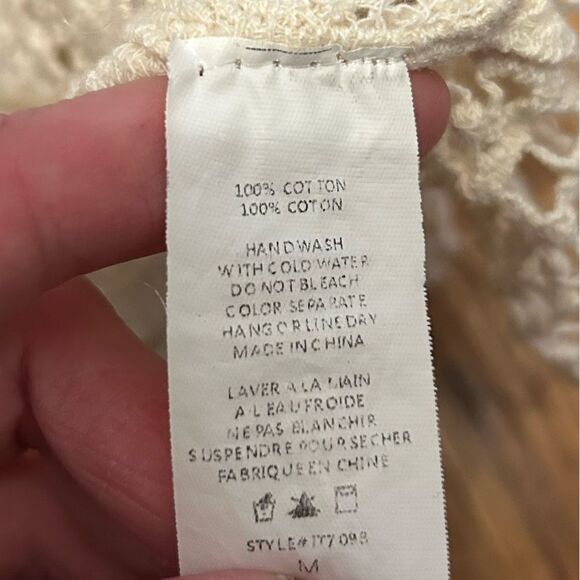 100% COTTON
100% COTON
HAND WASH
WITH COLD WATER
DO NOT BLEACH
COLOR SEPARATE
HANG OR LINE DRY
MADE IN CHINA
LAVER A LA MAIN
A L EAU FROIDE
NE PAS BLANCHIR
SUSPENDRE POUR SECHER
FABRIQUE EN CHINE
STYLE#
M